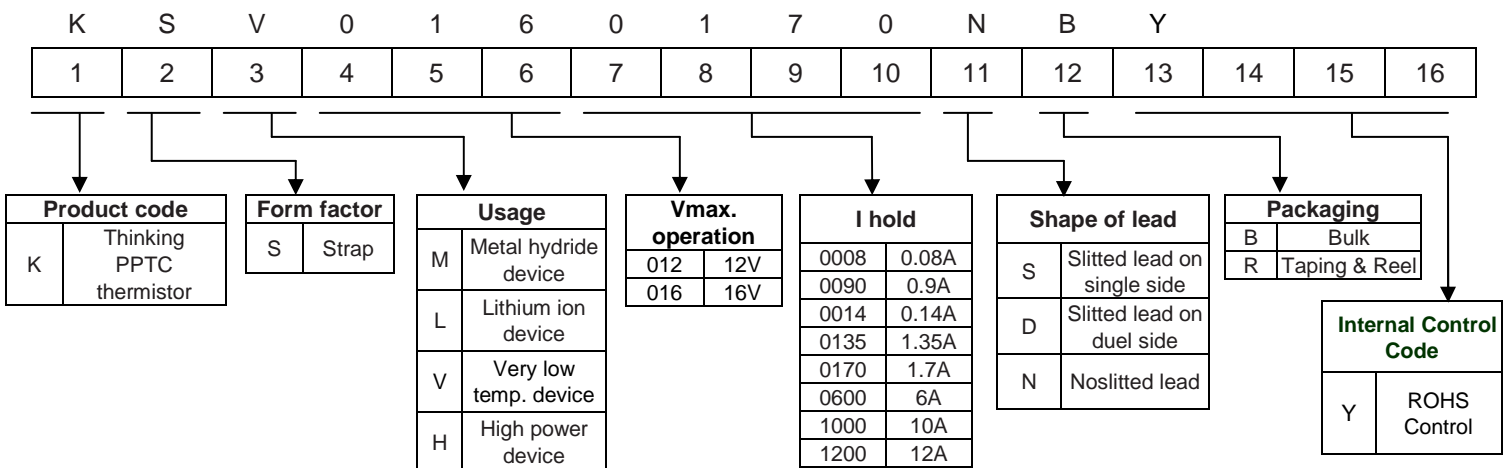 K S V 0 1 6 0 1 7 0 N B Y
1 2 3 4 5 6 7 8 9 10 11 12 13 14 15 16
Product code
K Thinking
PPTC
thermistor
Form factor
S Strap
Usage
M Metal hydride
device
L Lithium ion
device
V Very low
temp. device
H High power
device
Vmax.
operation
012 12V
016 16V
I hold
0008 0.08A
0090 0.9A
0014 0.14A
0135 1.35A
0170 1.7A
0600 6A
1000 10A
1200 12A
Shape of lead
S Slitted lead on
single side
D Slitted lead on
duel side
N Noslitted lead
Packaging
B Bulk
R Taping & Reel
Internal Control
Code
Y ROHS
Control